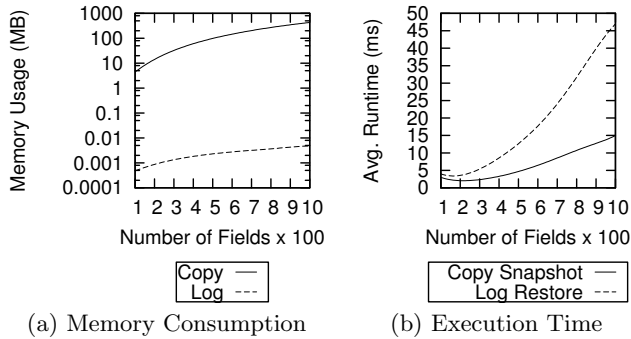 Memory Usage (MB)
1000
100
10
1
0.1
0.01
0.001
0.0001
1 2 3 4 5 6 7 8 9 10
Number of Fields x 100
Copy
Log
(a) Memory Consumption
Avg. Runtime (ms)
50
45
40
35
30
25
20
15
10
5
0
1 2 3 4 5 6 7 8 9 10
Number of Fields x 100
Copy Snapshot
Log Restore
(b) Execution Time